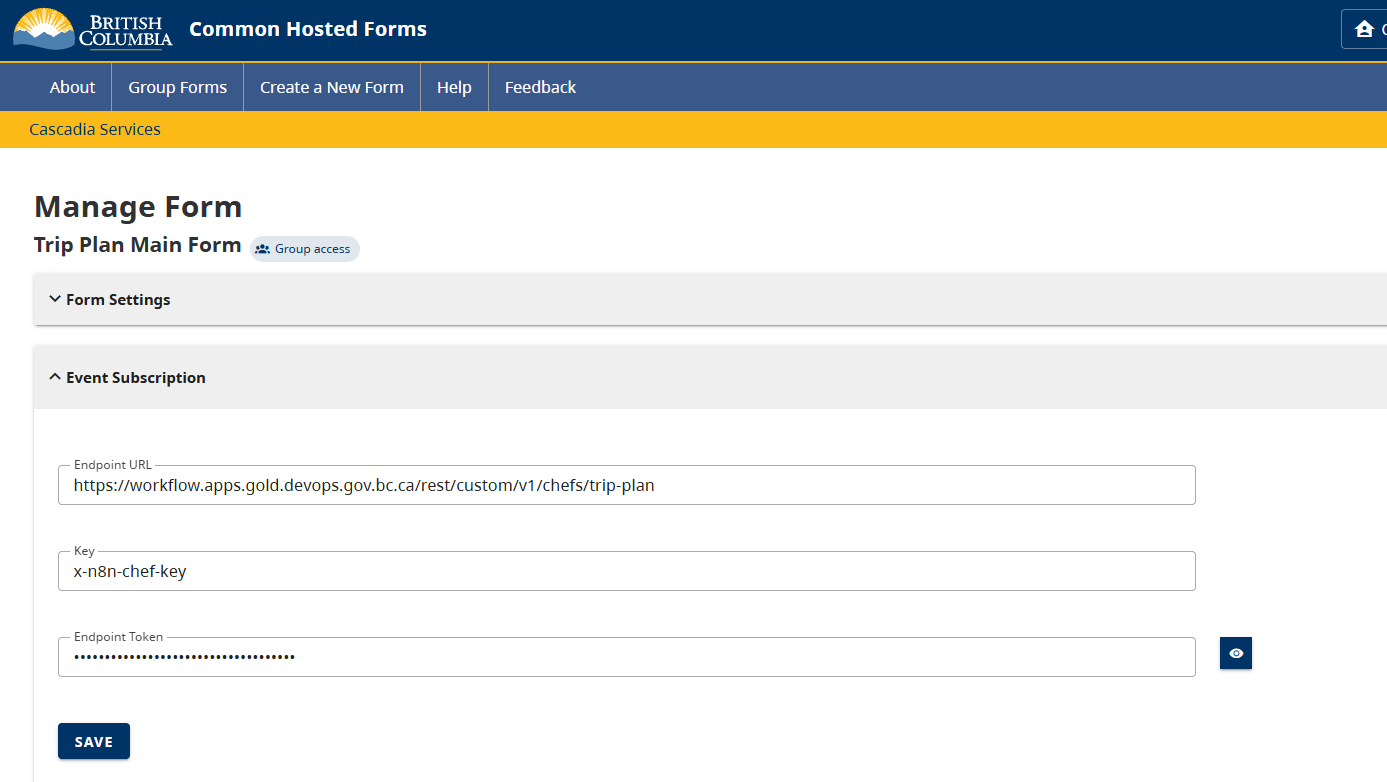 BRITISH
COLUMBIA
Common Hosted Forms
About
Group Forms
Create a New Form
Help
Feedback
Cascadia Services
Manage Form
Trip Plan Main Form
Group access
Form Settings
Event Subscription
Endpoint URL
https://workflow.apps.gold.devops.gov.bc.ca/rest/custom/v1/chefs/trip-plan
Key
x-n8n-chef-key
Endpoint Token
••••••••••••••••••••••••••••••••••••
SAVE